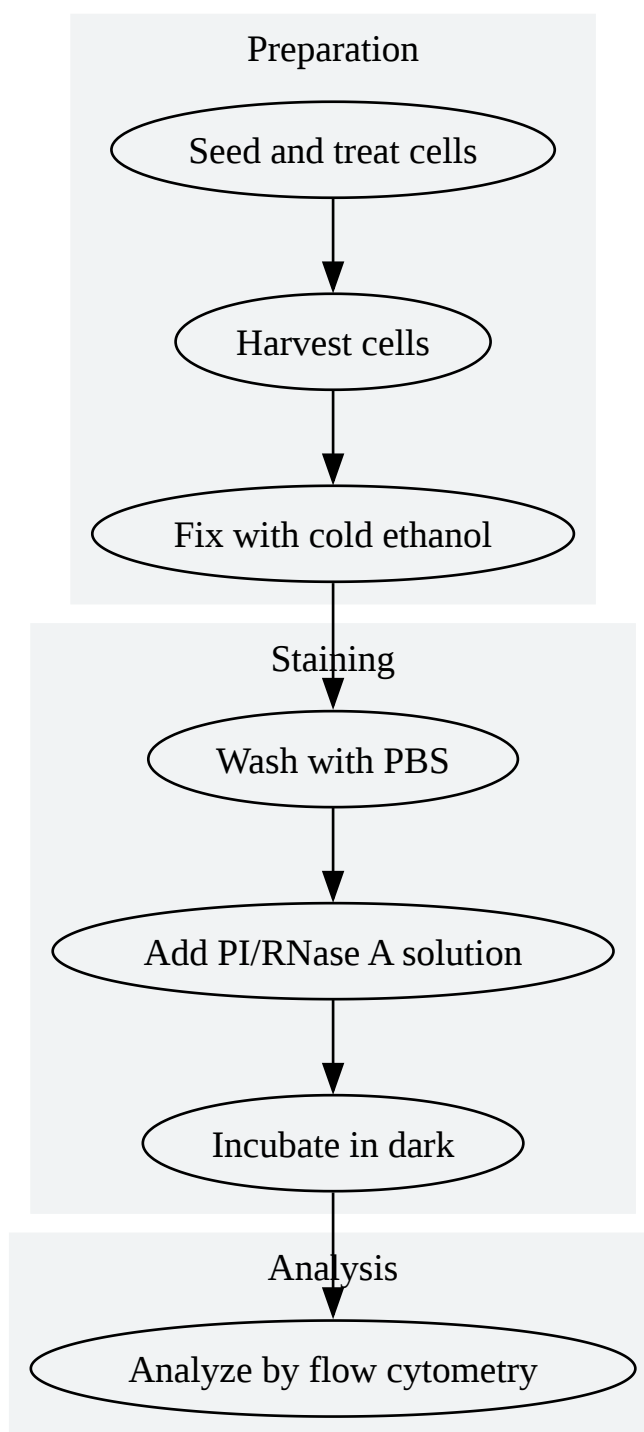 Preparation
Seed and treat cells
Harvest cells
Fix with cold ethanol
Staining
Wash with PBS
Add PI/RNase A solution
Incubate in dark
Analysis
Analyze by flow cytometry